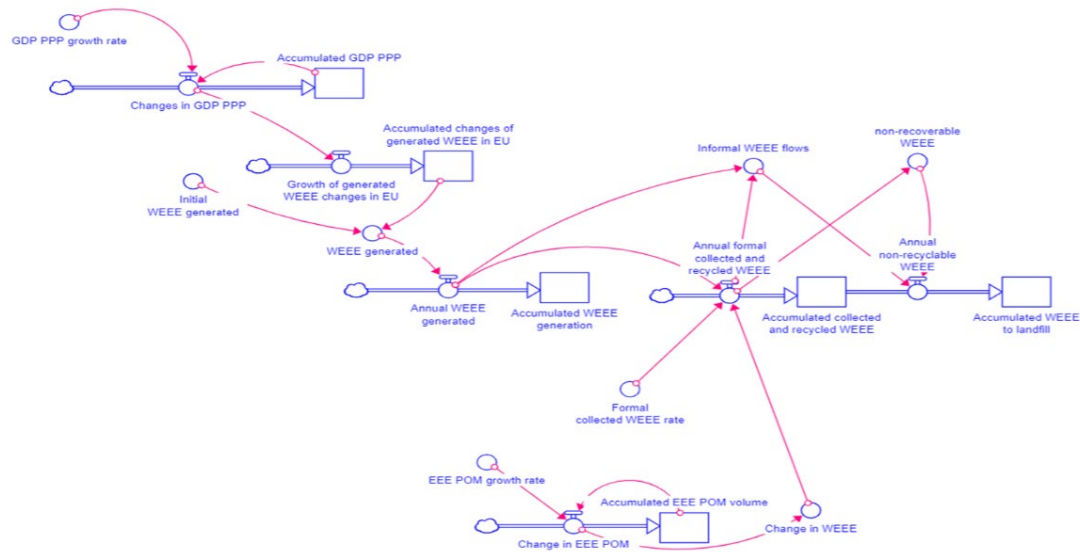 GDP PPP growth rate
Accumulated GDP PPP
Changes in GDP PPP
Accumulated changes of
generated WEEE in EU
Growth of generated
WEEE changes in EU
Initial
WEEE generated
WEEE generated
Annual WEEE
generated
Accumulated WEEE
generation
Informal WEEE flows
non-recoverable
WEEE
Annual formal
collected and
recycled WEEE
Annual
non-recyclable
WEEE
Accumulated collected
and recycled WEEE
Accumulated WEEE
to landfill
Formal
collected WEEE rate
EEE POM growth rate
Accumulated EEE POM volume
Change in EEE POM
Change in WEEE